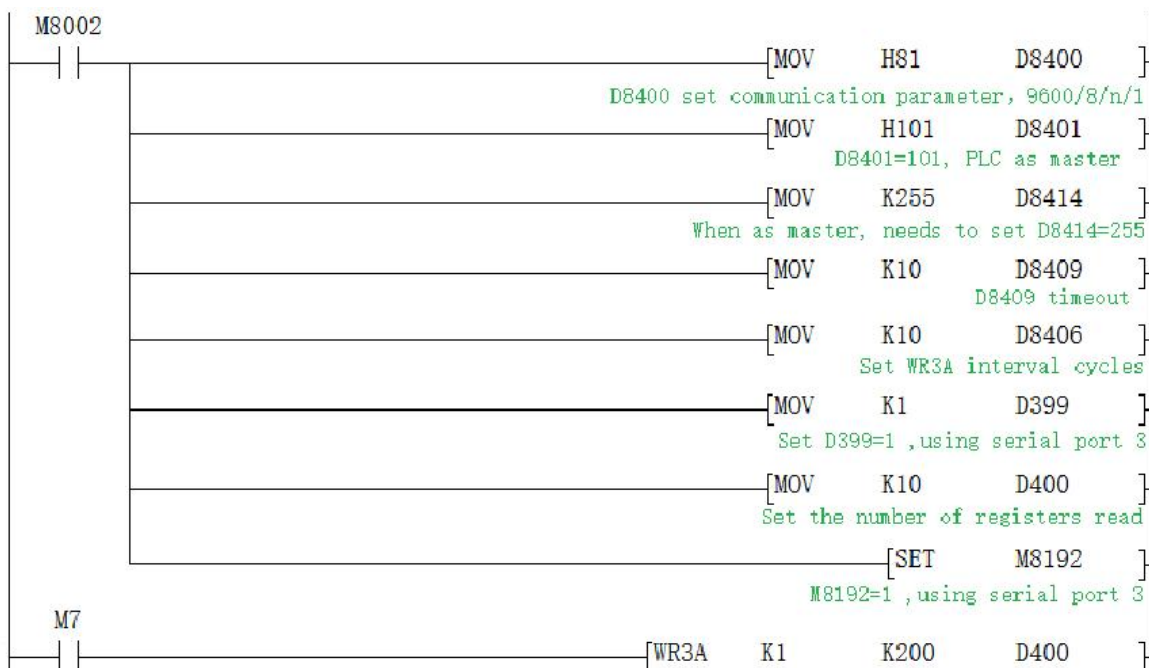 M8002
[MOV H81 D8400 ]
D8400 set communication parameter, 9600/8/n/1
[MOV H101 D8401 ]
D8401=101, PLC as master
[MOV K255 D8414 ]
When as master, needs to set D8414=255
[MOV K10 D8409 ]
D8409 timeout
[MOV K10 D8406 ]
Set WR3A interval cycles
[MOV K1 D399 ]
Set D399=1 ,using serial port 3
[MOV K10 D400 ]
Set the number of registers read
[SET M8192 ]
M8192=1 ,using serial port 3
M7
[WR3A K1 K200 D400 ]